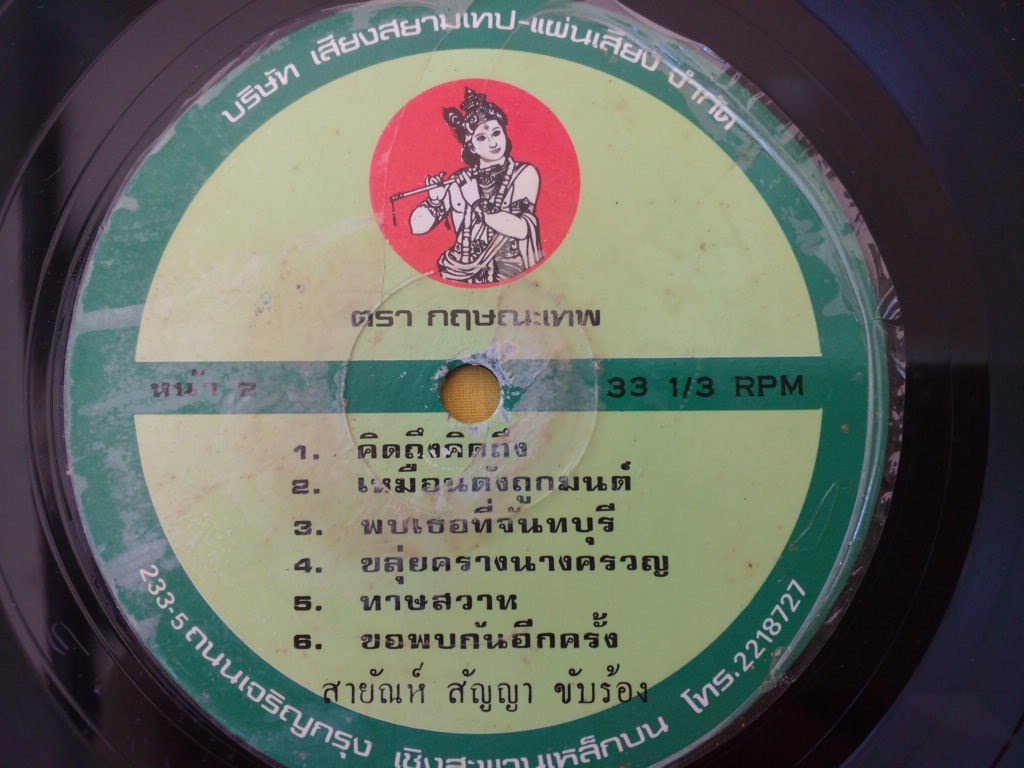 บริษัท เสียงสยามเทป-แผ่นเสียง จำกัด
ตรา กฤษณะเทพ
หน้า 2
33 1/3 RPM
1. คิดถึงคิดถึง
2. เหมือนดังถูกมนต์
3. พบเธอที่จันทบุรี
4. ขลุ่ยครางนางครวญ
5. ทาษสวาท
6. ขอพบกันอีกครั้ง
สายัณห์ สัญญา ขับร้อง
233-5 ถนนเจริญกรุง เชิงสะพานเหล็กบน โทร.2218727